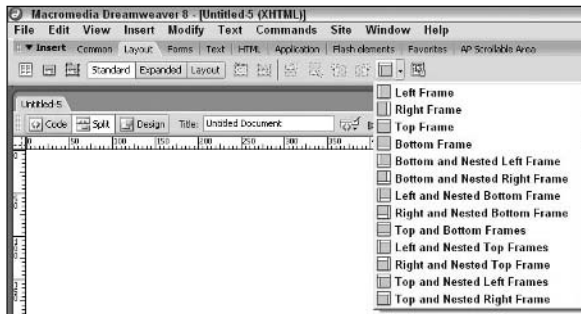 Macromedia Dreamweaver 8 - [Untitled-5 (XHTML)]
File Edit View Insert Modify Text Commands Site Window Help
Insert Common Layout Forms Text HTML Application Flash elements Favorites AP Scrollable Area
Standard Expanded Layout
Untitled-5
Code Split Design Title: Untitled Document
0 50 100 150 200 250 300 350
Left Frame
Right Frame
Top Frame
Bottom Frame
Bottom and Nested Left Frame
Bottom and Nested Right Frame
Left and Nested Bottom Frame
Right and Nested Bottom Frame
Top and Bottom Frames
Left and Nested Top Frames
Right and Nested Top Frame
Top and Nested Left Frames
Top and Nested Right Frame